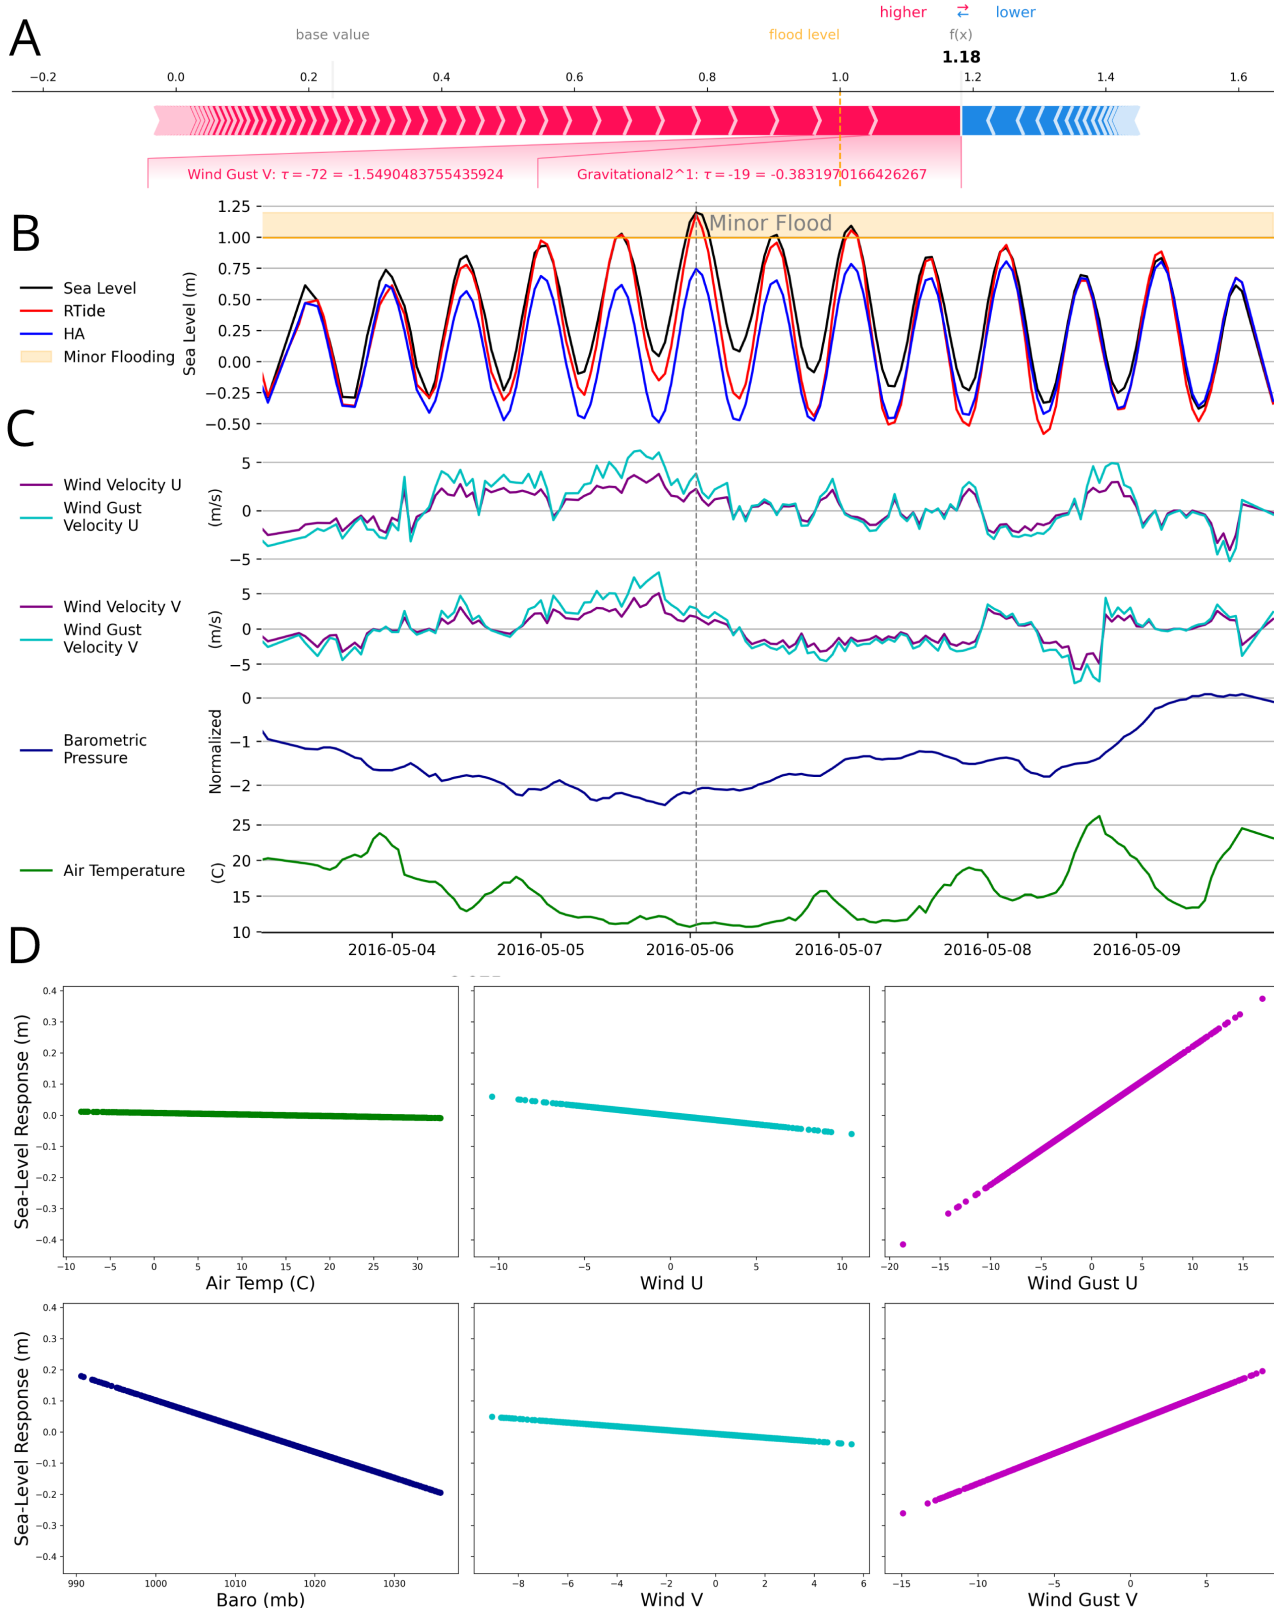 A
higher
lower
base value
flood level
f(x)
1.18
−0.2 0.0 0.2 0.4 0.6 0.8 1.0 1.2 1.4 1.6
Wind Gust V: τ = -72 = -1.5490483755435924
Gravitational2^1: τ = -19 = -0.3831970166426267
B
Sea Level
RTide
HA
Minor Flooding
Sea Level (m)
1.25
1.00
0.75
0.50
0.25
0.00
−0.25
−0.50
Minor Flood
C
Wind Velocity U
Wind Gust
Velocity U
(m/s)
5
0
−5
Wind Velocity V
Wind Gust
Velocity V
(m/s)
5
0
−5
Barometric
Pressure
Normalized
0
−1
−2
Air Temperature
(C)
25
20
15
10
2016-05-04 2016-05-05 2016-05-06 2016-05-07 2016-05-08 2016-05-09
D
Sea-Level Response (m)
0.4
0.3
0.2
0.1
0.0
−0.1
−0.2
−0.3
−0.4
−10 −5 0 5 10 15 20 25 30
Air Temp (C)
−10 −5 0 5 10
Wind U
−20 −15 −10 −5 0 5 10 15
Wind Gust U
Sea-Level Response (m)
0.4
0.3
0.2
0.1
0.0
−0.1
−0.2
−0.3
−0.4
990 1000 1010 1020 1030
Baro (mb)
−8 −6 −4 −2 0 2 4 6
Wind V
−15 −10 −5 0 5
Wind Gust V